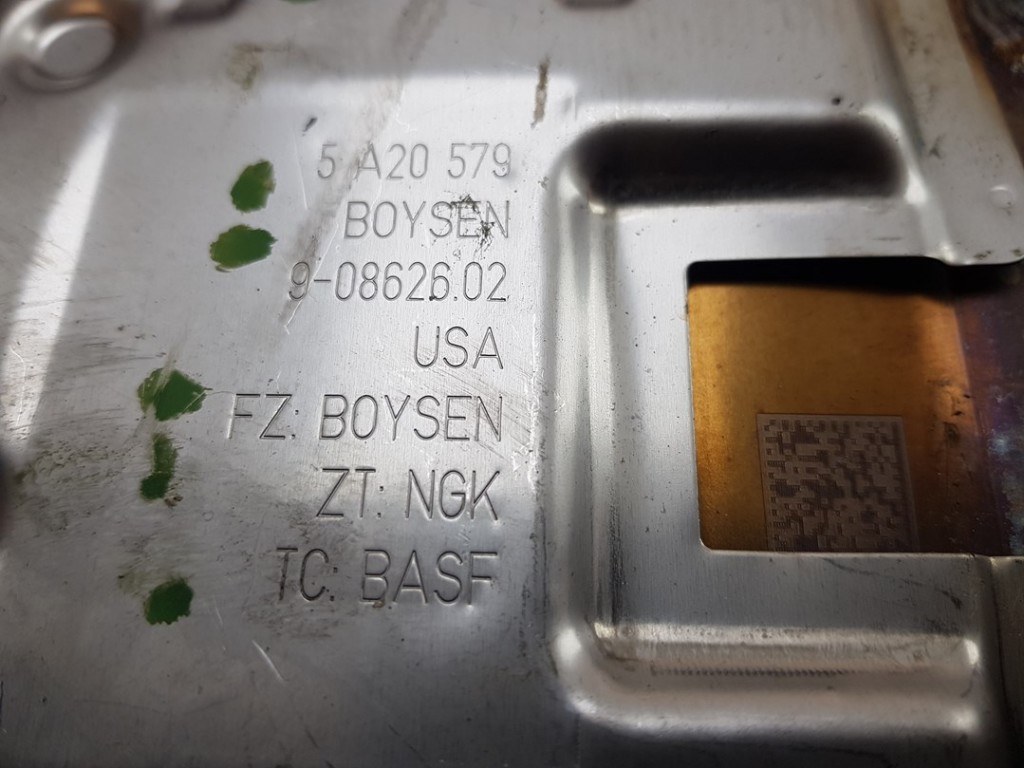 5 A20 579
BOYSEN
9-08626.02
USA
FZ: BOYSEN
ZT: NGK
TC: BASF